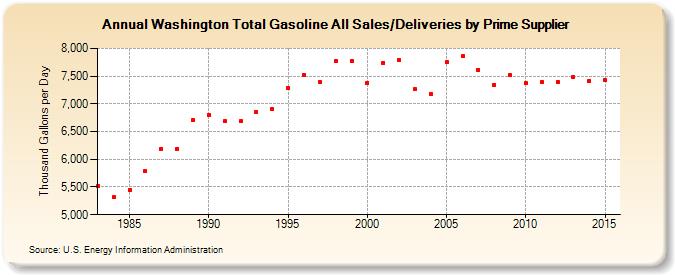 Annual Washington Total Gasoline All Sales/Deliveries by Prime Supplier
Thousand Gallons per Day
8,000
7,500
7,000
6,500
6,000
5,500
5,000
1985 1990 1995 2000 2005 2010 2015
Source: U.S. Energy Information Administration